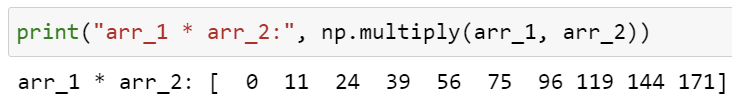 print("arr_1 * arr_2:", np.multiply(arr_1, arr_2))
arr_1 * arr_2: [  0  11  24  39  56  75  96 119 144 171]